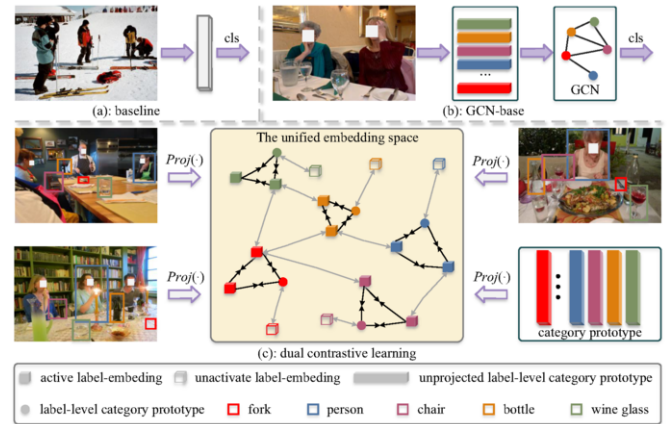 cls
cls
...
GCN
(a): baseline
(b): GCN-base
The unified embedding space
Proj(·)
Proj(·)
Proj(·)
Proj(·)
category prototype
(c): dual contrastive learning
active label-embeding
unactivate label-embeding
unprojected label-level category prototype
label-level category prototype
fork
person
chair
bottle
wine glass